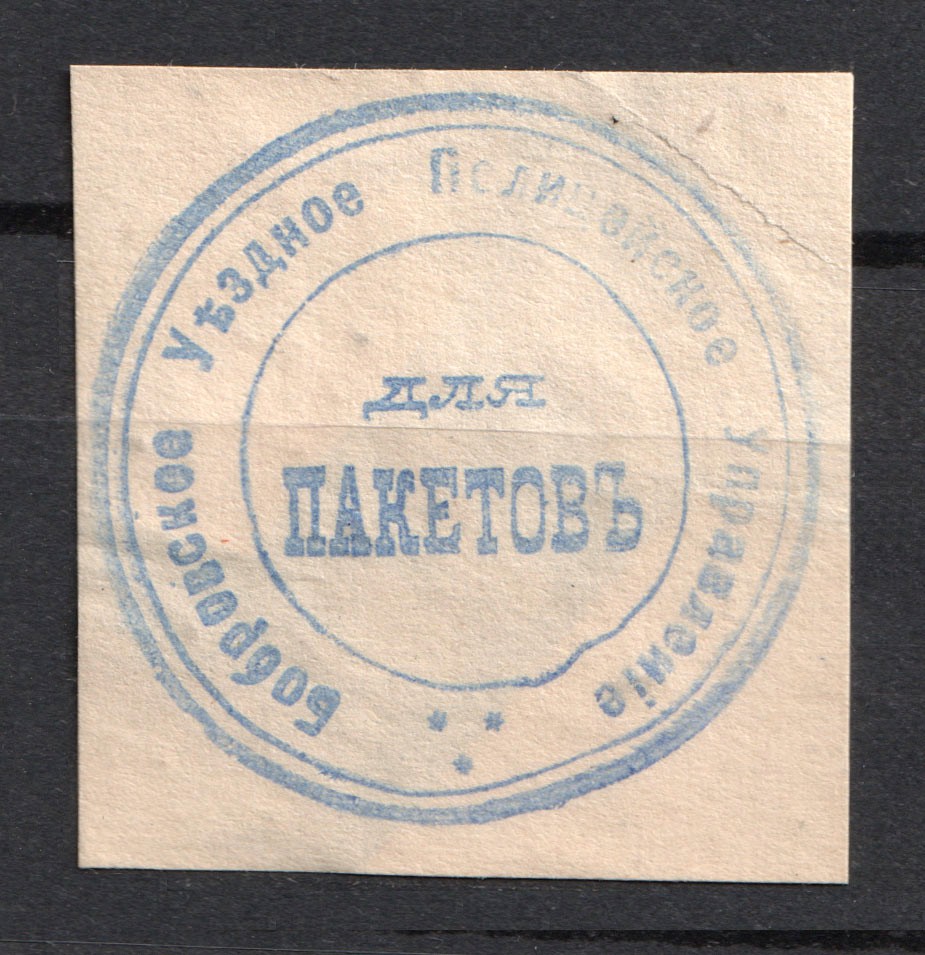 Бобровское Уѣздное Полицейское Управленіе
для
ПАКЕТОВЪ